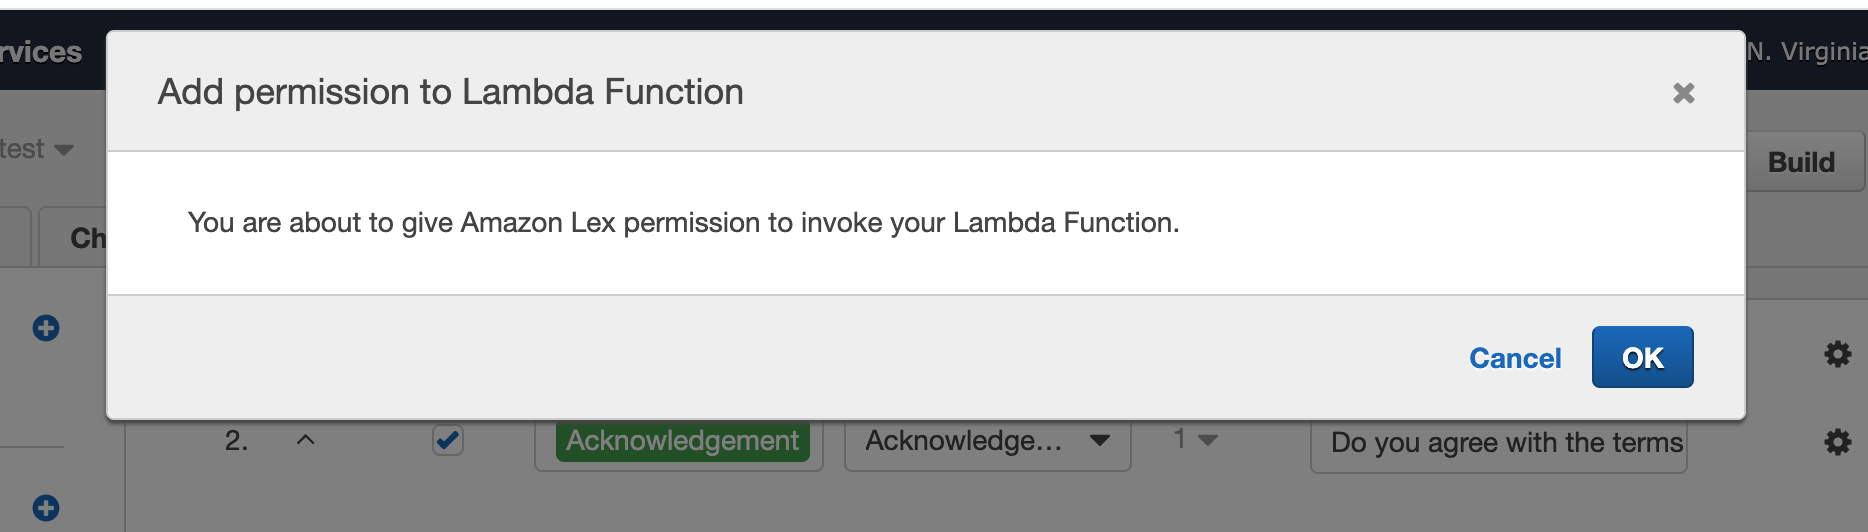 rvices
N. Virginia
Add permission to Lambda Function
test
Build
You are about to give Amazon Lex permission to invoke your Lambda Function.
Ch
Cancel
OK
2.
Acknowledgement
Acknowledge...
1
Do you agree with the terms